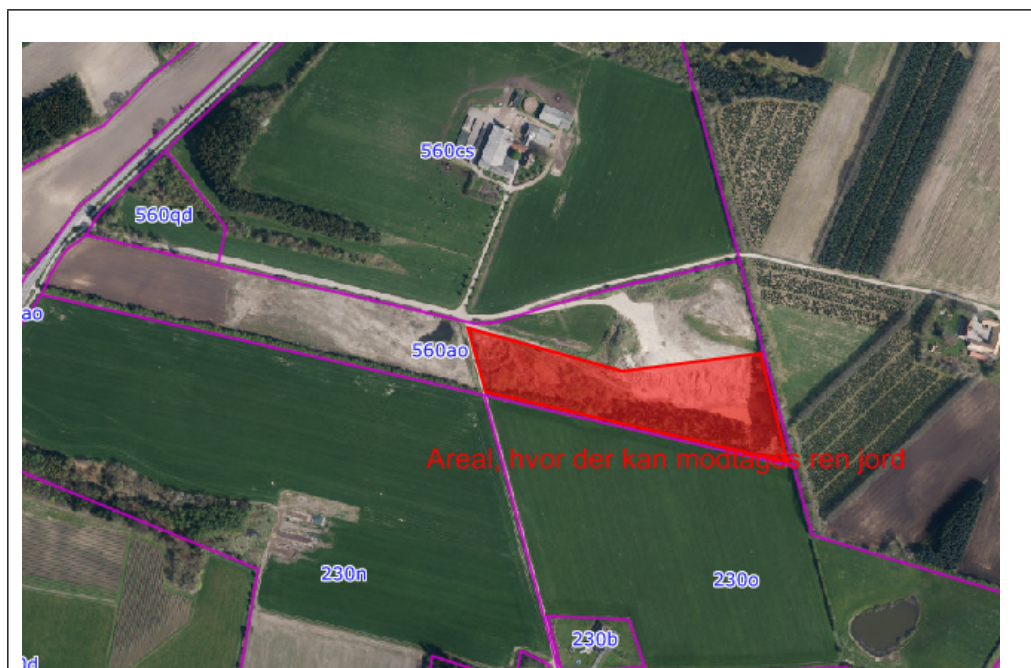 560cs
560qd
ao
560ao
Areal, hvor der kan modtages ren jord
230n
230o
230b
0d